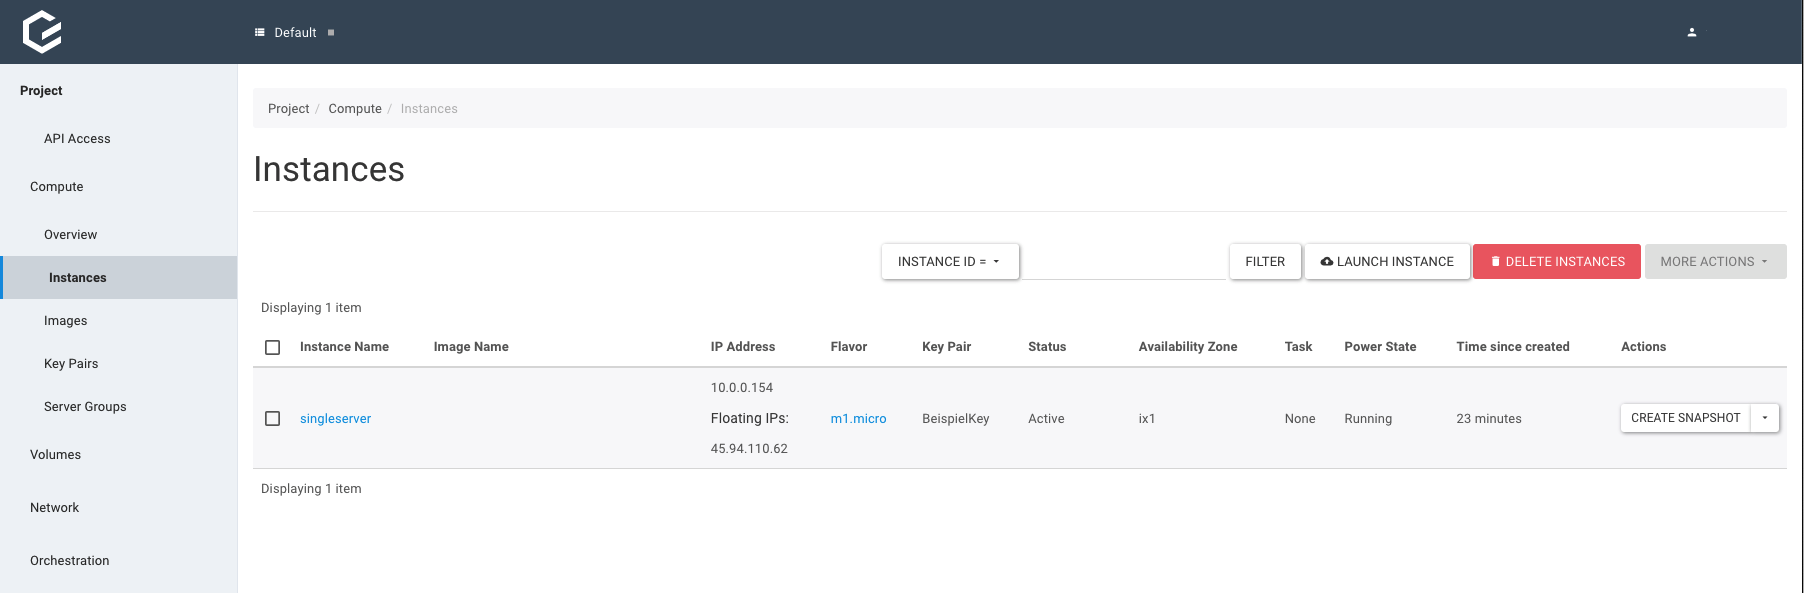 Default
Project
API Access
Compute
Overview
Instances
Images
Key Pairs
Server Groups
Volumes
Network
Orchestration
Project / Compute / Instances
Instances
INSTANCE ID = FILTER LAUNCH INSTANCE DELETE INSTANCES MORE ACTIONS
Displaying 1 item
Instance Name Image Name IP Address Flavor Key Pair Status Availability Zone Task Power State Time since created Actions
10.0.0.154
singleserver Floating IPs: m1.micro BeispielKey Active ix1 None Running 23 minutes CREATE SNAPSHOT
45.94.110.62
Displaying 1 item